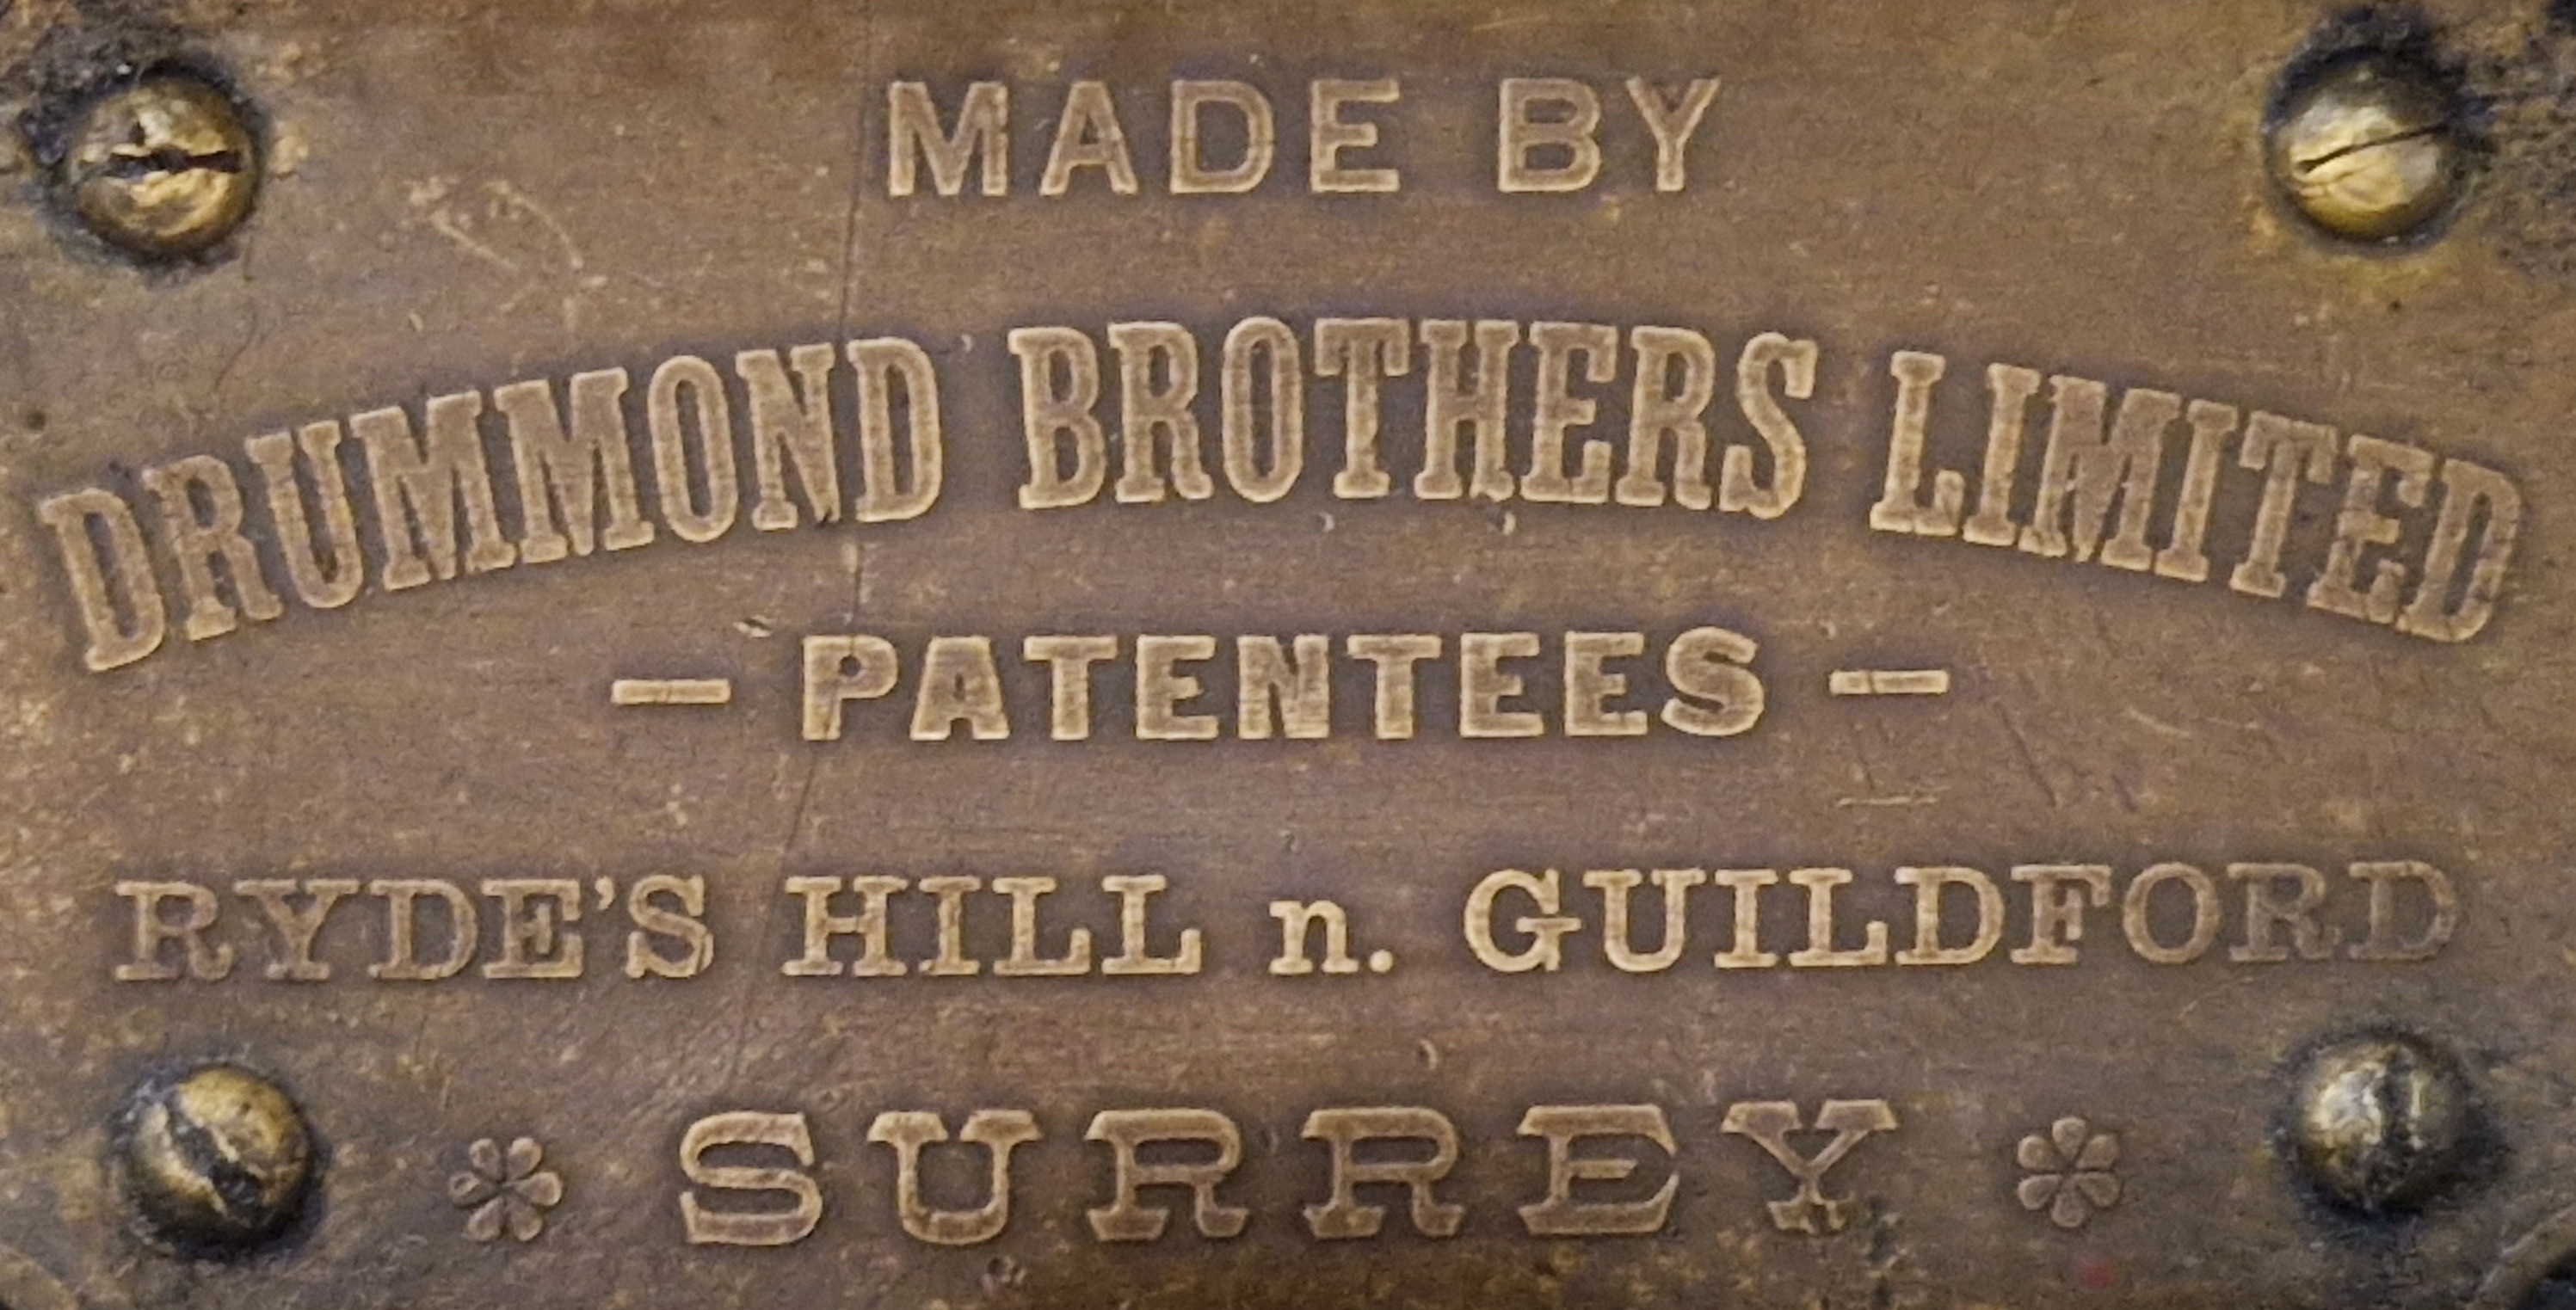 MADE BY
DRUMMOND BROTHERS LIMITED
— PATENTEES —
RYDE'S HILL n. GUILDFORD
SURREY